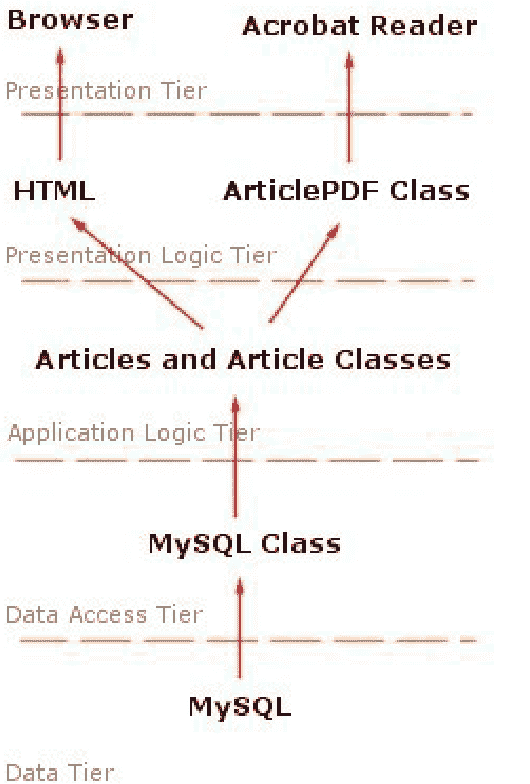 Browser
Acrobat Reader
Presentation Tier
HTML
ArticlePDF Class
Presentation Logic Tier
Articles and Article Classes
Application Logic Tier
MySQL Class
Data Access Tier
MySQL
Data Tier